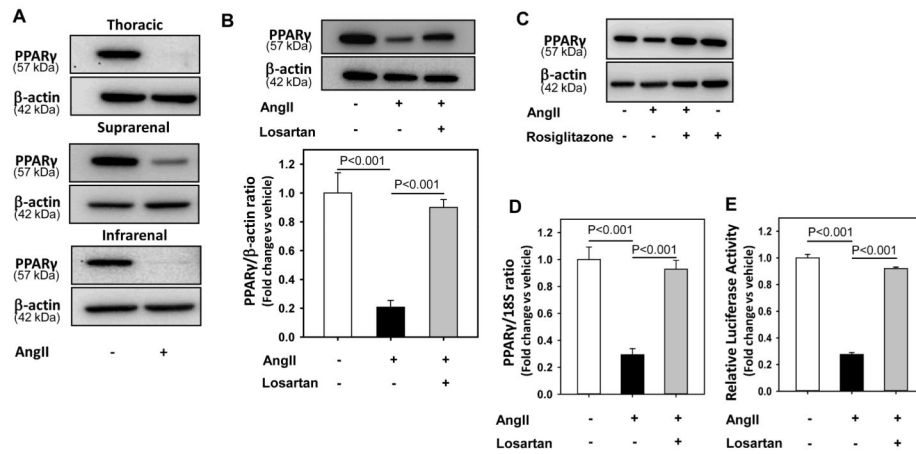 A
Thoracic
PPARγ
(57 kDa)
β-actin
(42 kDa)
Suprarenal
PPARγ
(57 kDa)
β-actin
(42 kDa)
Infrarenal
PPARγ
(57 kDa)
β-actin
(42 kDa)
AngII - +
B
PPARγ
(57 kDa)
β-actin
(42 kDa)
AngII - + +
Losartan - - +
PPARγ/β-actin ratio
(Fold change vs vehicle)
1.2
1.0
0.8
0.6
0.4
0.2
0.0
P<0.001
P<0.001
AngII - + +
Losartan - - +
C
PPARγ
(57 kDa)
β-actin
(42 kDa)
AngII - + + -
Rosiglitazone - - + +
D
PPARγ/18S ratio
(Fold change vs vehicle)
1.2
1.0
0.8
0.6
0.4
0.2
0.0
P<0.001
P<0.001
AngII - + +
Losartan - - +
E
Relative Luciferase Activity
(Fold change vs vehicle)
1.2
1.0
0.8
0.6
0.4
0.2
0.0
P<0.001
P<0.001
AngII - + +
Losartan - - +